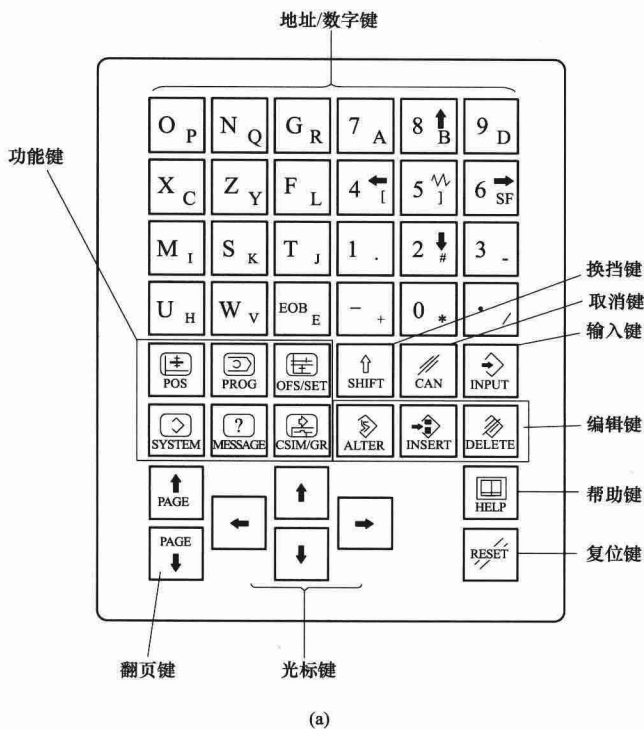 地址/数字键
O P N Q G R 7 A 8 B 9 D
功能键
X C Z Y F L 4 [ 5 ] 6 SF
M I S K T J 1 . 2 # 3 -
换挡键
取消键
U H W V EOB E - + 0 * . /
输入键
POS PROG OFS/SET SHIFT CAN INPUT
SYSTEM MESSAGE CSIM/GR ALTER INSERT DELETE
编辑键
PAGE
HELP
帮助键
PAGE
RESET
复位键
翻页键
光标键
(a)